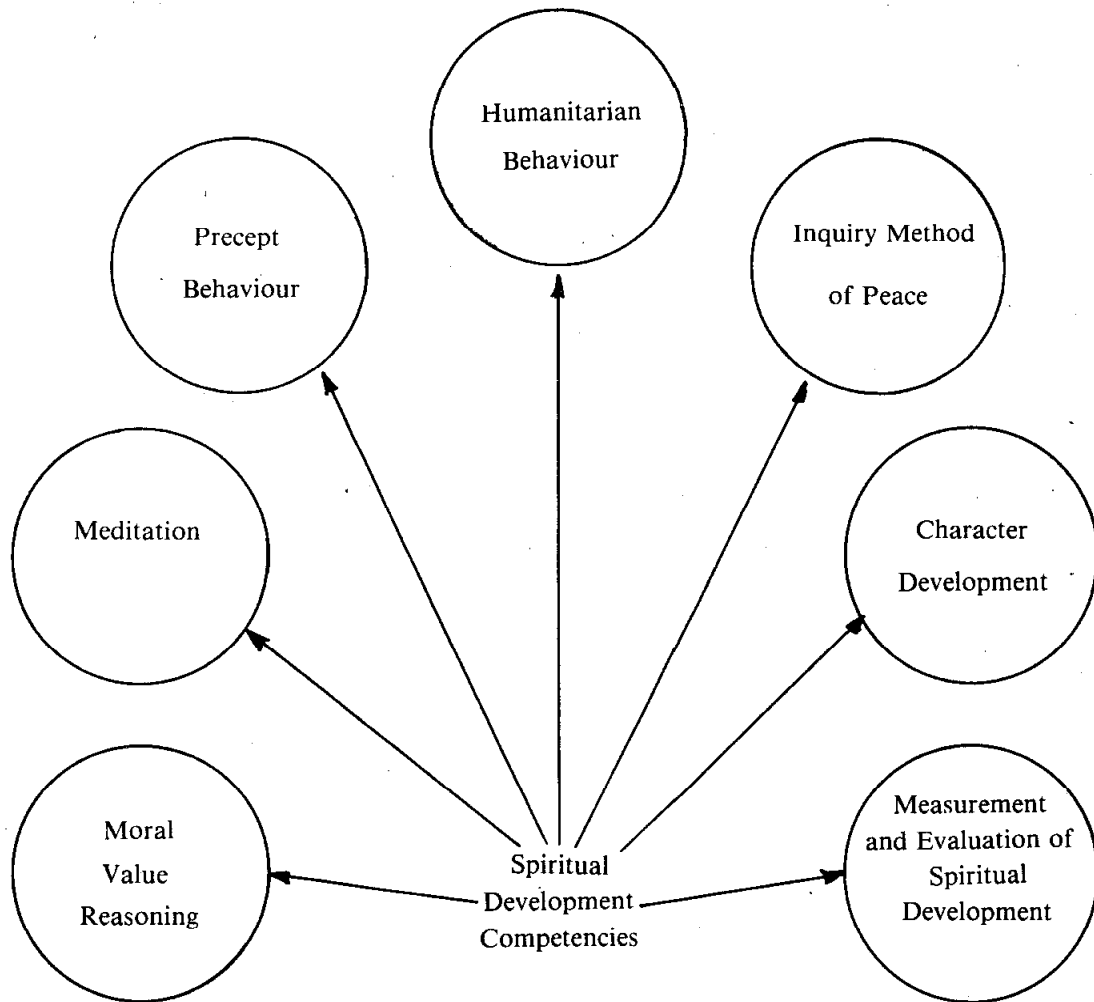 Humanitarian
Behaviour
Precept
Behaviour
Inquiry Method
of Peace
Meditation
Character
Development
Moral
Value
Reasoning
Spiritual
Development
Competencies
Measurement
and Evaluation of
Spiritual
Development